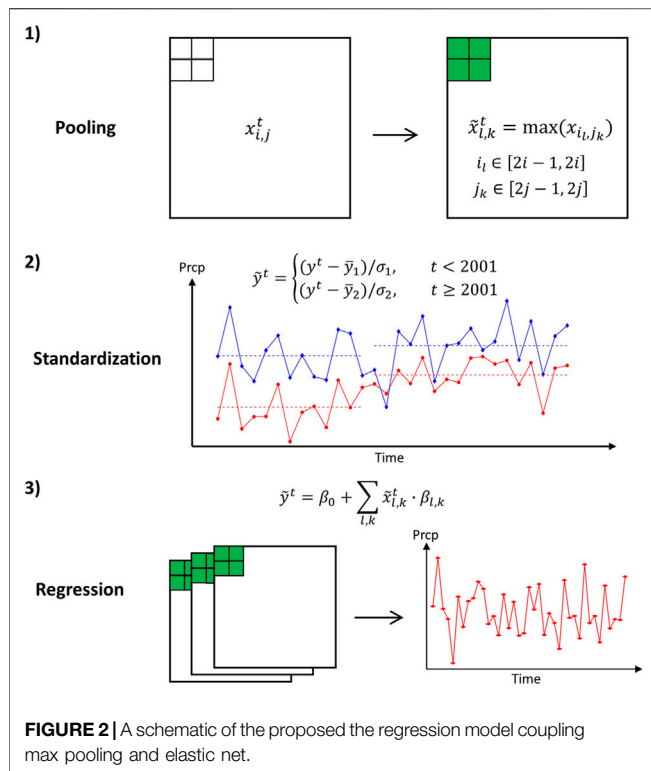 1)
Pooling
x^t_{i,j}
x̃^t_{l,k} = max(x_{i_l,j_k})
i_l ∈ [2i − 1, 2i]
j_k ∈ [2j − 1, 2j]
2)
Standardization
Prcp
ỹ^t = {(y^t − ȳ_1)/σ_1, t < 2001
(y^t − ȳ_2)/σ_2, t ≥ 2001
Time
3)
Regression
ỹ^t = β_0 + ∑_{l,k} x̃^t_{l,k} · β_{l,k}
Prcp
Time
FIGURE 2 | A schematic of the proposed the regression model coupling
max pooling and elastic net.